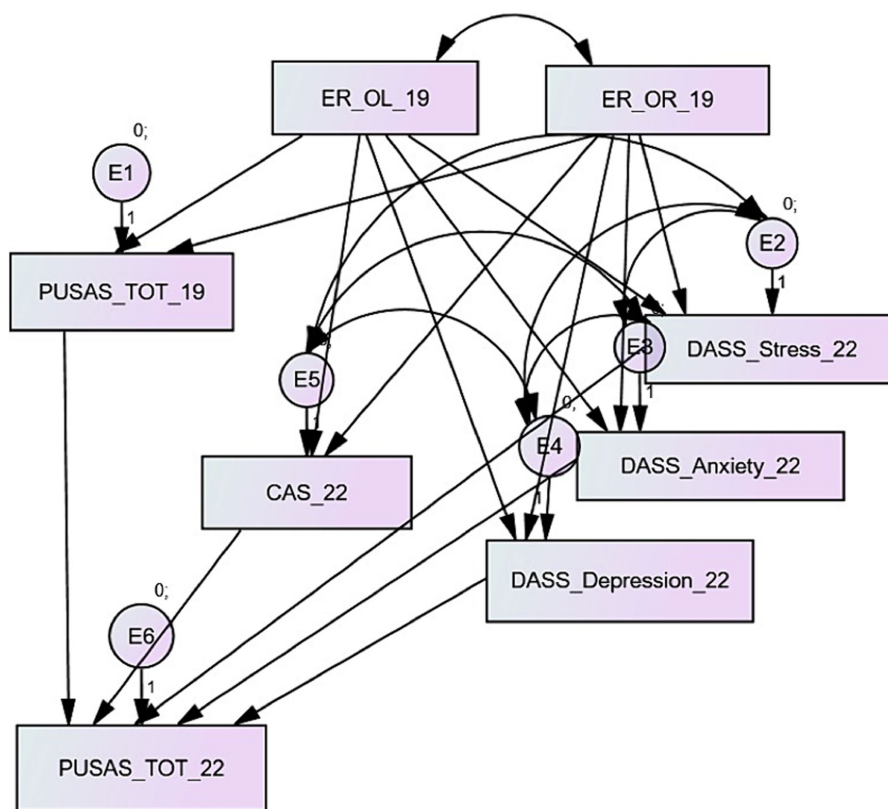 ER_OL_19
ER_OR_19
0;
E1
1
0;
E2
1
PUSAS_TOT_19
E3
DASS_Stress_22
E5
1
1
0;
E4
DASS_Anxiety_22
CAS_22
1
DASS_Depression_22
0;
E6
1
PUSAS_TOT_22